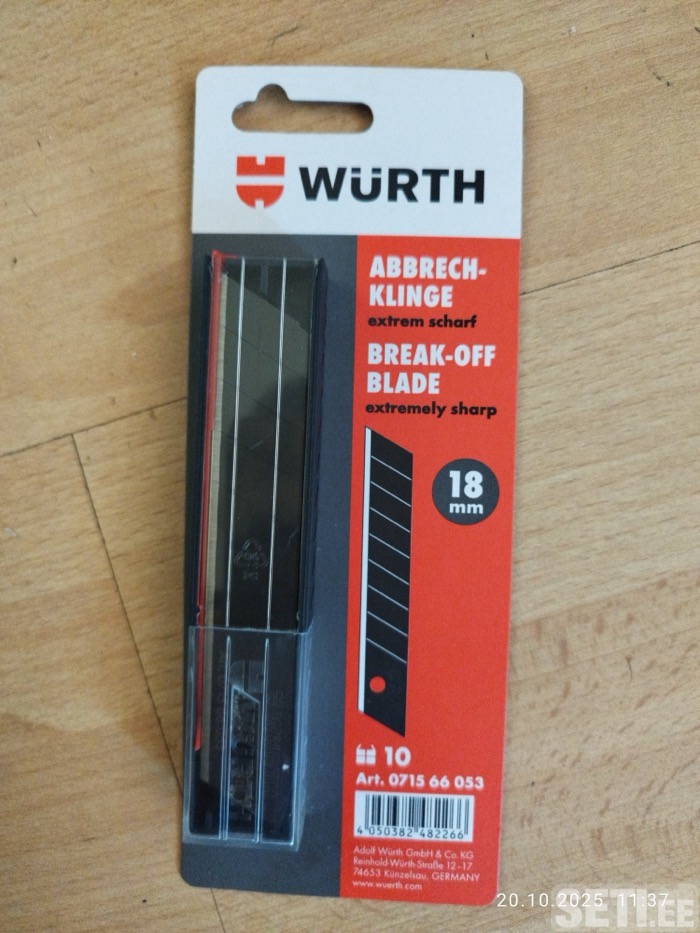 WÜRTH
ABBRECH-
KLINGE
extrem scharf
BREAK-OFF
BLADE
extremely sharp
18
mm
10
Art. 0715 66 053
4 050382 482266
Adolf Würth GmbH & Co. KG
Reinhold-Würth-Straße 12-17
74653 Künzelsau, GERMANY
www.wuerth.com
20.10.2025 11:37
SETI.EE